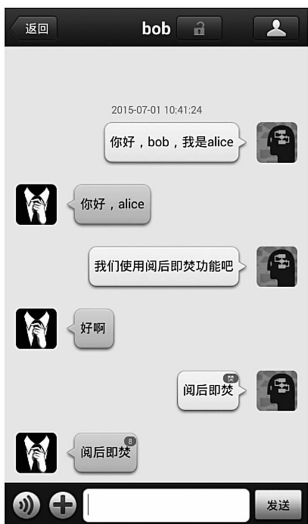 返回
bob
2015-07-01 10:41:24
你好，bob，我是alice
你好，alice
我们使用阅后即焚功能吧
好啊
阅后即焚
焚
阅后即焚
8
发送